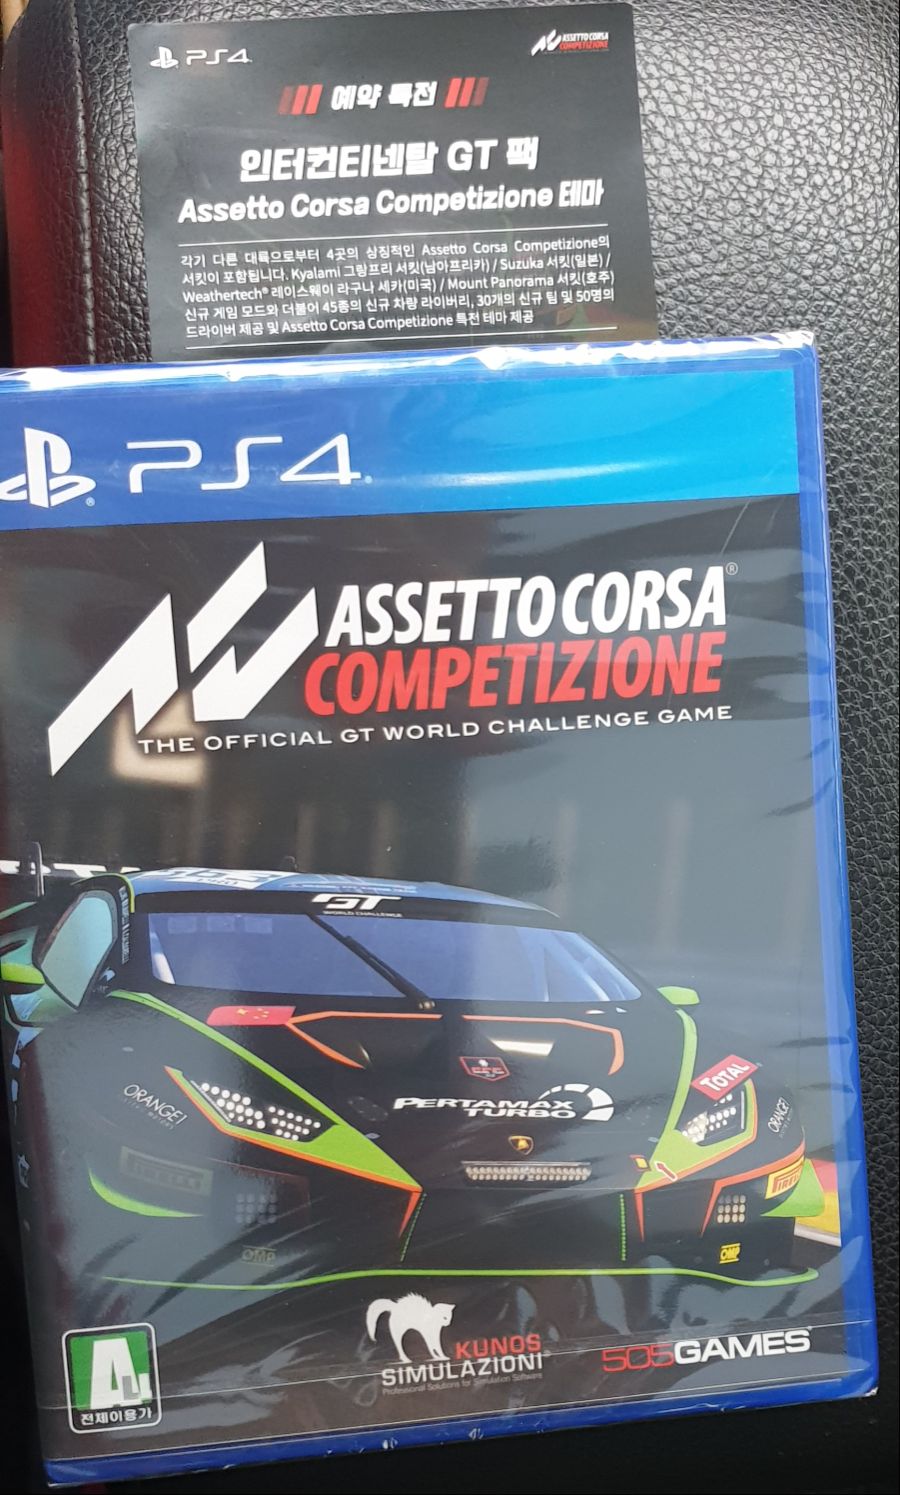 PS4
ASSETTO CORSA
COMPETIZIONE
예약 특전
인터컨티넨탈 GT 팩
Assetto Corsa Competizione 테마
각기 다른 대륙으로부터 4곳의 상징적인 Assetto Corsa Competizione의
서킷이 포함됩니다. Kyalami 그랑프리 서킷(남아프리카) / Suzuka 서킷(일본) /
Weathertech® 레이스웨이 라구나 세카(미국) / Mount Panorama 서킷(호주)
신규 게임 모드와 더불어 45종의 신규 차량 라이버리, 30개의 신규 팀 및 50명의
드라이버 제공 및 Assetto Corsa Competizione 특전 테마 제공
PS4
ASSETTO CORSA®
COMPETIZIONE
THE OFFICIAL GT WORLD CHALLENGE GAME
GT
WORLD CHALLENGE
TOTAL
PERTAMAX
TURBO
ORANGE1
ORANGE1
PIRELLI
PIRELLI
OMP
OMP
KUNOS
SIMULAZIONI
Professional Solutions for Simulation Software
505GAMES
ALL
전체이용가